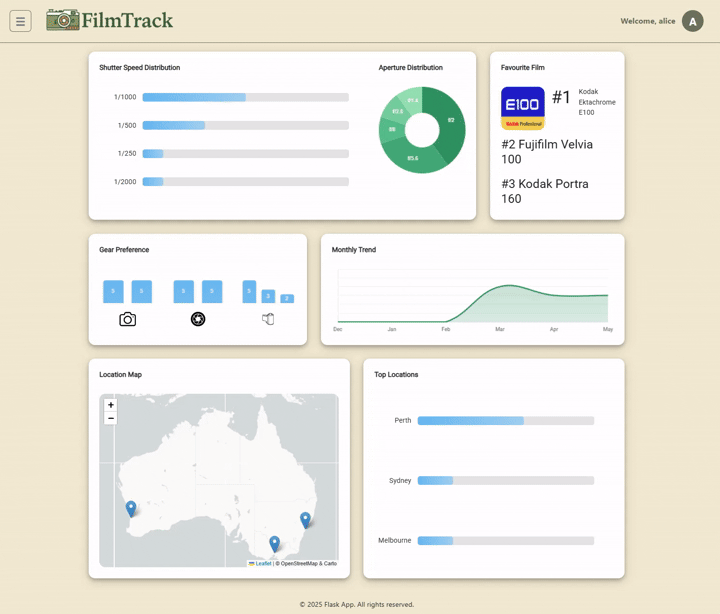 FilmTrack
Welcome, alice
A
Shutter Speed Distribution
1/1000
1/500
1/250
1/2000
Aperture Distribution
f/2
f/5.6
f/8
f/2.8
f/1.4
Favourite Film
E100
Kodak Professional
#1
Kodak
Ektachrome
E100
#2 Fujifilm Velvia
100
#3 Kodak Portra
160
Gear Preference
5
5
5
5
5
3
2
Monthly Trend
Dec
Jan
Feb
Mar
Apr
May
Location Map
+
−
Leaflet | © OpenStreetMap & Carto
Top Locations
Perth
Sydney
Melbourne
© 2025 Flask App. All rights reserved.